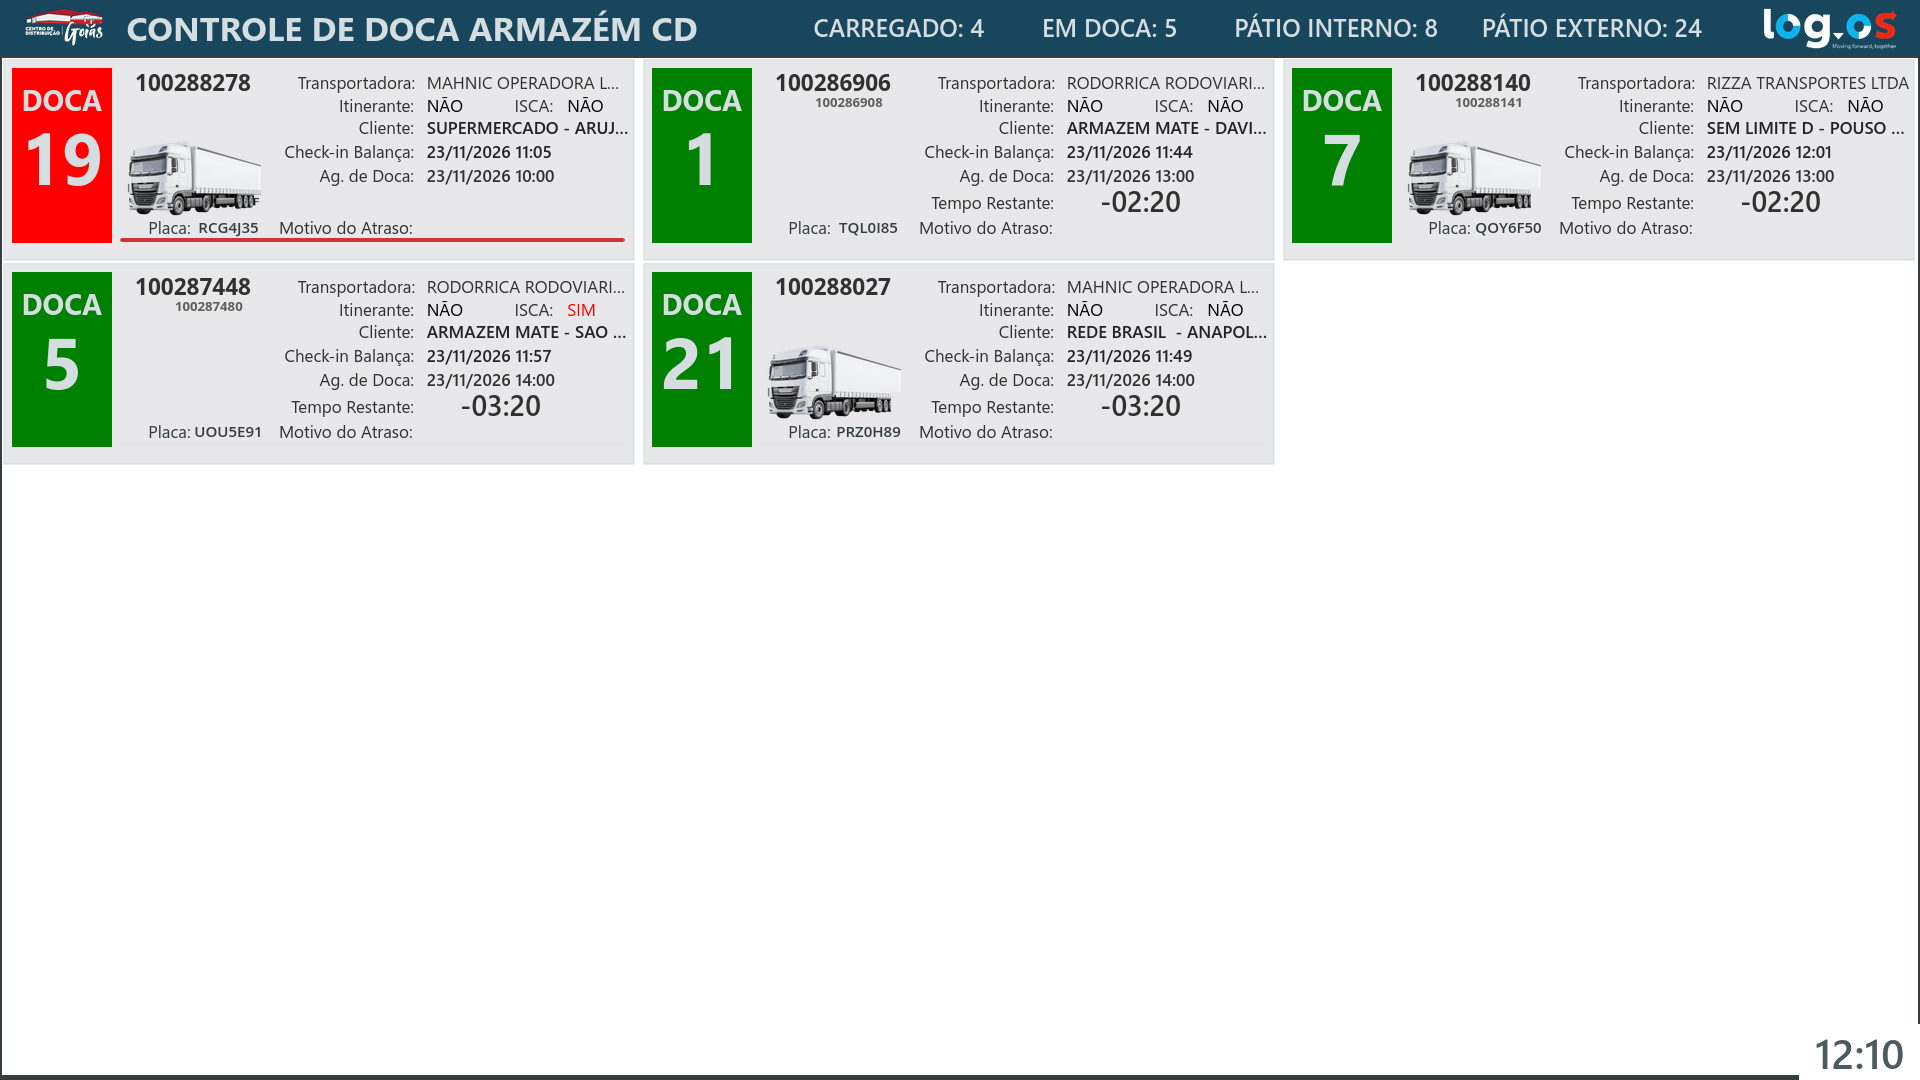 CENTRO DE DISTRIBUIÇÃO Goiás
CONTROLE DE DOCA ARMAZÉM CD
CARREGADO: 4
EM DOCA: 5
PÁTIO INTERNO: 8
PÁTIO EXTERNO: 24
log.os
Moving forward, together
DOCA
19
100288278
Transportadora: MAHNIC OPERADORA L...
Itinerante: NÃO ISCA: NÃO
Cliente: SUPERMERCADO - ARUJ...
Check-in Balança: 23/11/2026 11:05
Ag. de Doca: 23/11/2026 10:00
Placa: RCG4J35
Motivo do Atraso:
DOCA
1
100286906
100286908
Transportadora: RODORRICA RODOVIARI...
Itinerante: NÃO ISCA: NÃO
Cliente: ARMAZEM MATE - DAVI...
Check-in Balança: 23/11/2026 11:44
Ag. de Doca: 23/11/2026 13:00
Tempo Restante: -02:20
Placa: TQL0I85
Motivo do Atraso:
DOCA
7
100288140
100288141
Transportadora: RIZZA TRANSPORTES LTDA
Itinerante: NÃO ISCA: NÃO
Cliente: SEM LIMITE D - POUSO ...
Check-in Balança: 23/11/2026 12:01
Ag. de Doca: 23/11/2026 13:00
Tempo Restante: -02:20
Placa: QOY6F50
Motivo do Atraso:
DOCA
5
100287448
100287480
Transportadora: RODORRICA RODOVIARI...
Itinerante: NÃO ISCA: SIM
Cliente: ARMAZEM MATE - SAO ...
Check-in Balança: 23/11/2026 11:57
Ag. de Doca: 23/11/2026 14:00
Tempo Restante: -03:20
Placa: UOU5E91
Motivo do Atraso:
DOCA
21
100288027
Transportadora: MAHNIC OPERADORA L...
Itinerante: NÃO ISCA: NÃO
Cliente: REDE BRASIL - ANAPOL...
Check-in Balança: 23/11/2026 11:49
Ag. de Doca: 23/11/2026 14:00
Tempo Restante: -03:20
Placa: PRZ0H89
Motivo do Atraso:
12:10